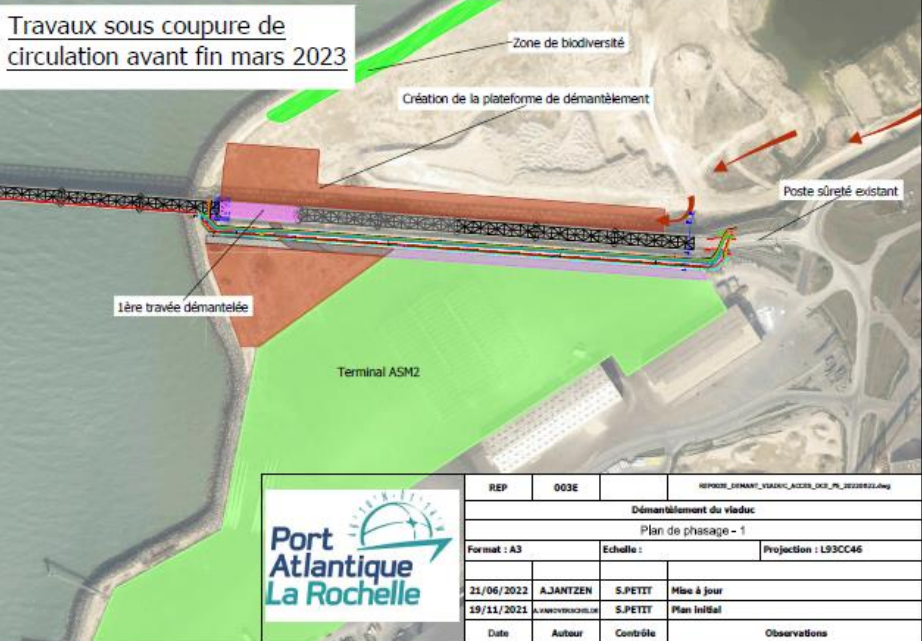 Travaux sous coupure de
circulation avant fin mars 2023
Zone de biodiversité
Création de la plateforme de démantèlement
Poste sûreté existant
1ère travée démantelée
Terminal ASM2
Port
Atlantique
La Rochelle
REP 003E
Démantèlement du viaduc
Plan de phasage - 1
Format : A3 Echelle : Projection : L93CC46
21/06/2022 A.JANTZEN S.PETIT Mise à jour
19/11/2021 S.PETIT Plan initial
Date Auteur Contrôle Observations